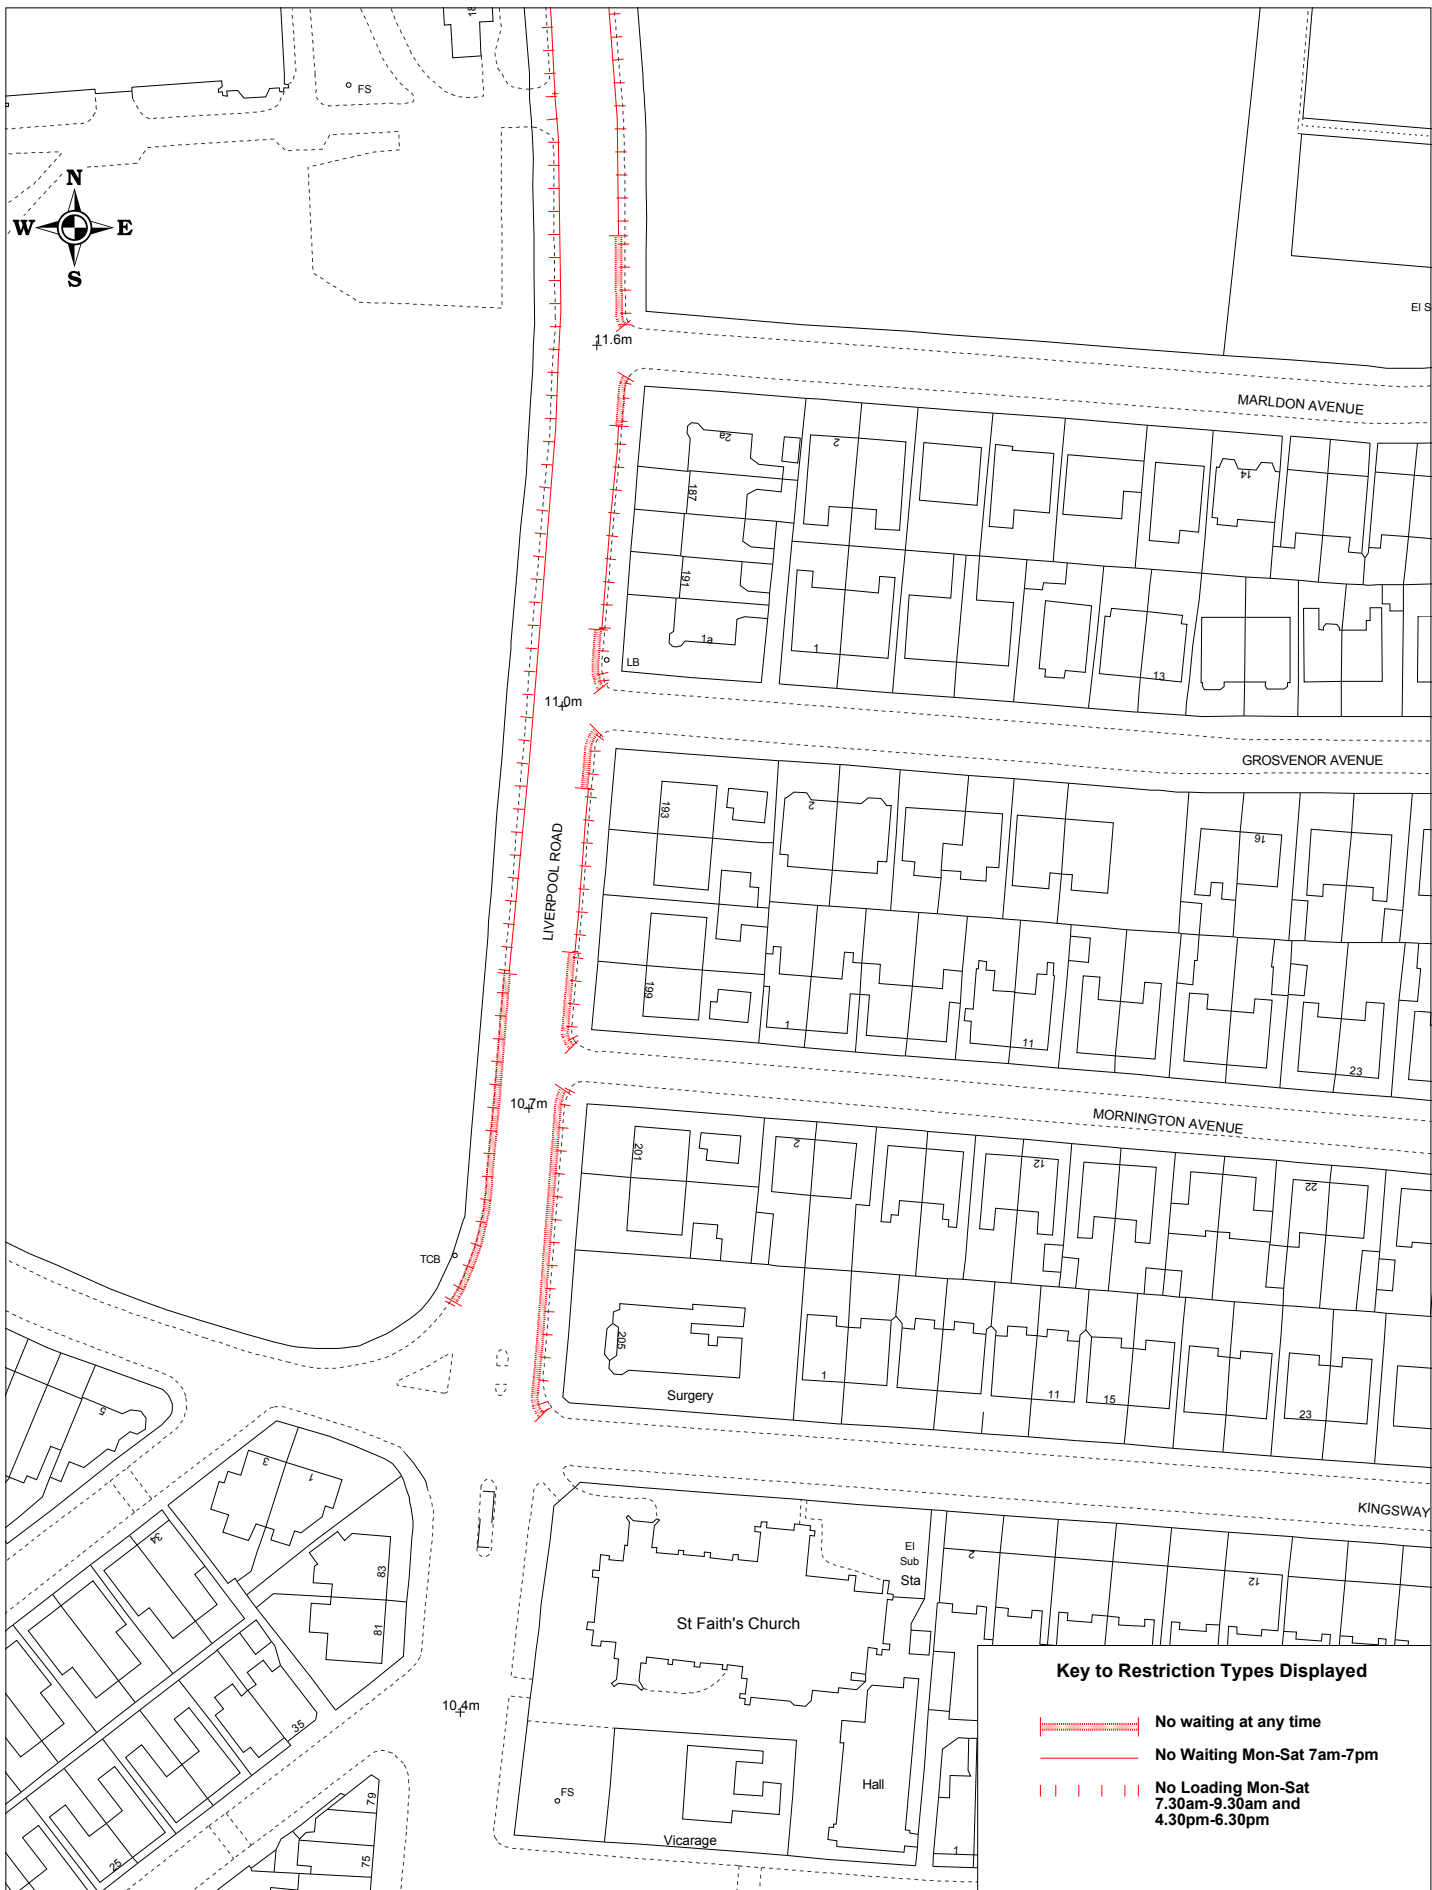 18
FS
N
W E
S
El S
11.6m
MARLDON AVENUE
2a
2
14
187
191
1a
1
13
LB
11.0m
GROSVENOR AVENUE
193
2
16
LIVERPOOL ROAD
199
1
11
23
10.7m
MORNINGTON AVENUE
201
2
12
22
TCB
205
Surgery
1
11
15
23
5
3
1
KINGSWAY
34
83
81
El
Sub
Sta
2
12
St Faith's Church
35
10.4m
Hall
FS
Vicarage
79
75
25
1
Key to Restriction Types Displayed
No waiting at any time
No Waiting Mon-Sat 7am-7pm
No Loading Mon-Sat
7.30am-9.30am and
4.30pm-6.30pm